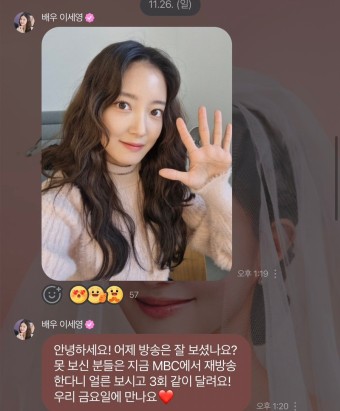 11.26. (일)
배우 이세영
오후 1:19
57
배우 이세영
안녕하세요! 어제 방송은 잘 보셨나요?
못 보신 분들은 지금 MBC에서 재방송
한다니 얼른 보시고 3회 같이 달려요!
우리 금요일에 만나요❤️
오후 1:20